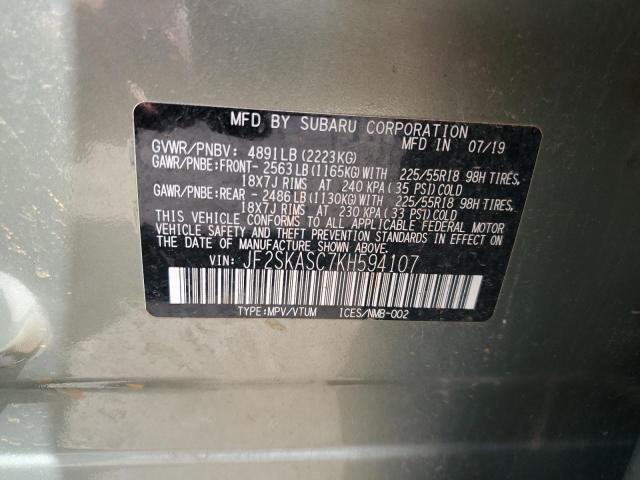 MFD BY SUBARU CORPORATION
GVWR/PNBV: 4891LB (2223KG) MFD IN 07/19
GAWR/PNBE: FRONT- 2563LB (1165KG) WITH 225/55R18 98H TIRES,
18X7J RIMS AT 240 KPA (35 PSI) COLD
GAWR/PNBE: REAR - 2486LB (1130KG) WITH 225/55R18 98H TIRES,
18X7J RIMS AT 230 KPA (33 PSI) COLD
THIS VEHICLE CONFORMS TO ALL APPLICABLE FEDERAL MOTOR
VEHICLE SAFETY AND THEFT PREVENTION STANDARDS IN EFFECT ON
THE DATE OF MANUFACTURE SHOWN ABOVE.
VIN: JF2SKASC7KH594107
TYPE:MPV/VTUM ICES/NMB-002